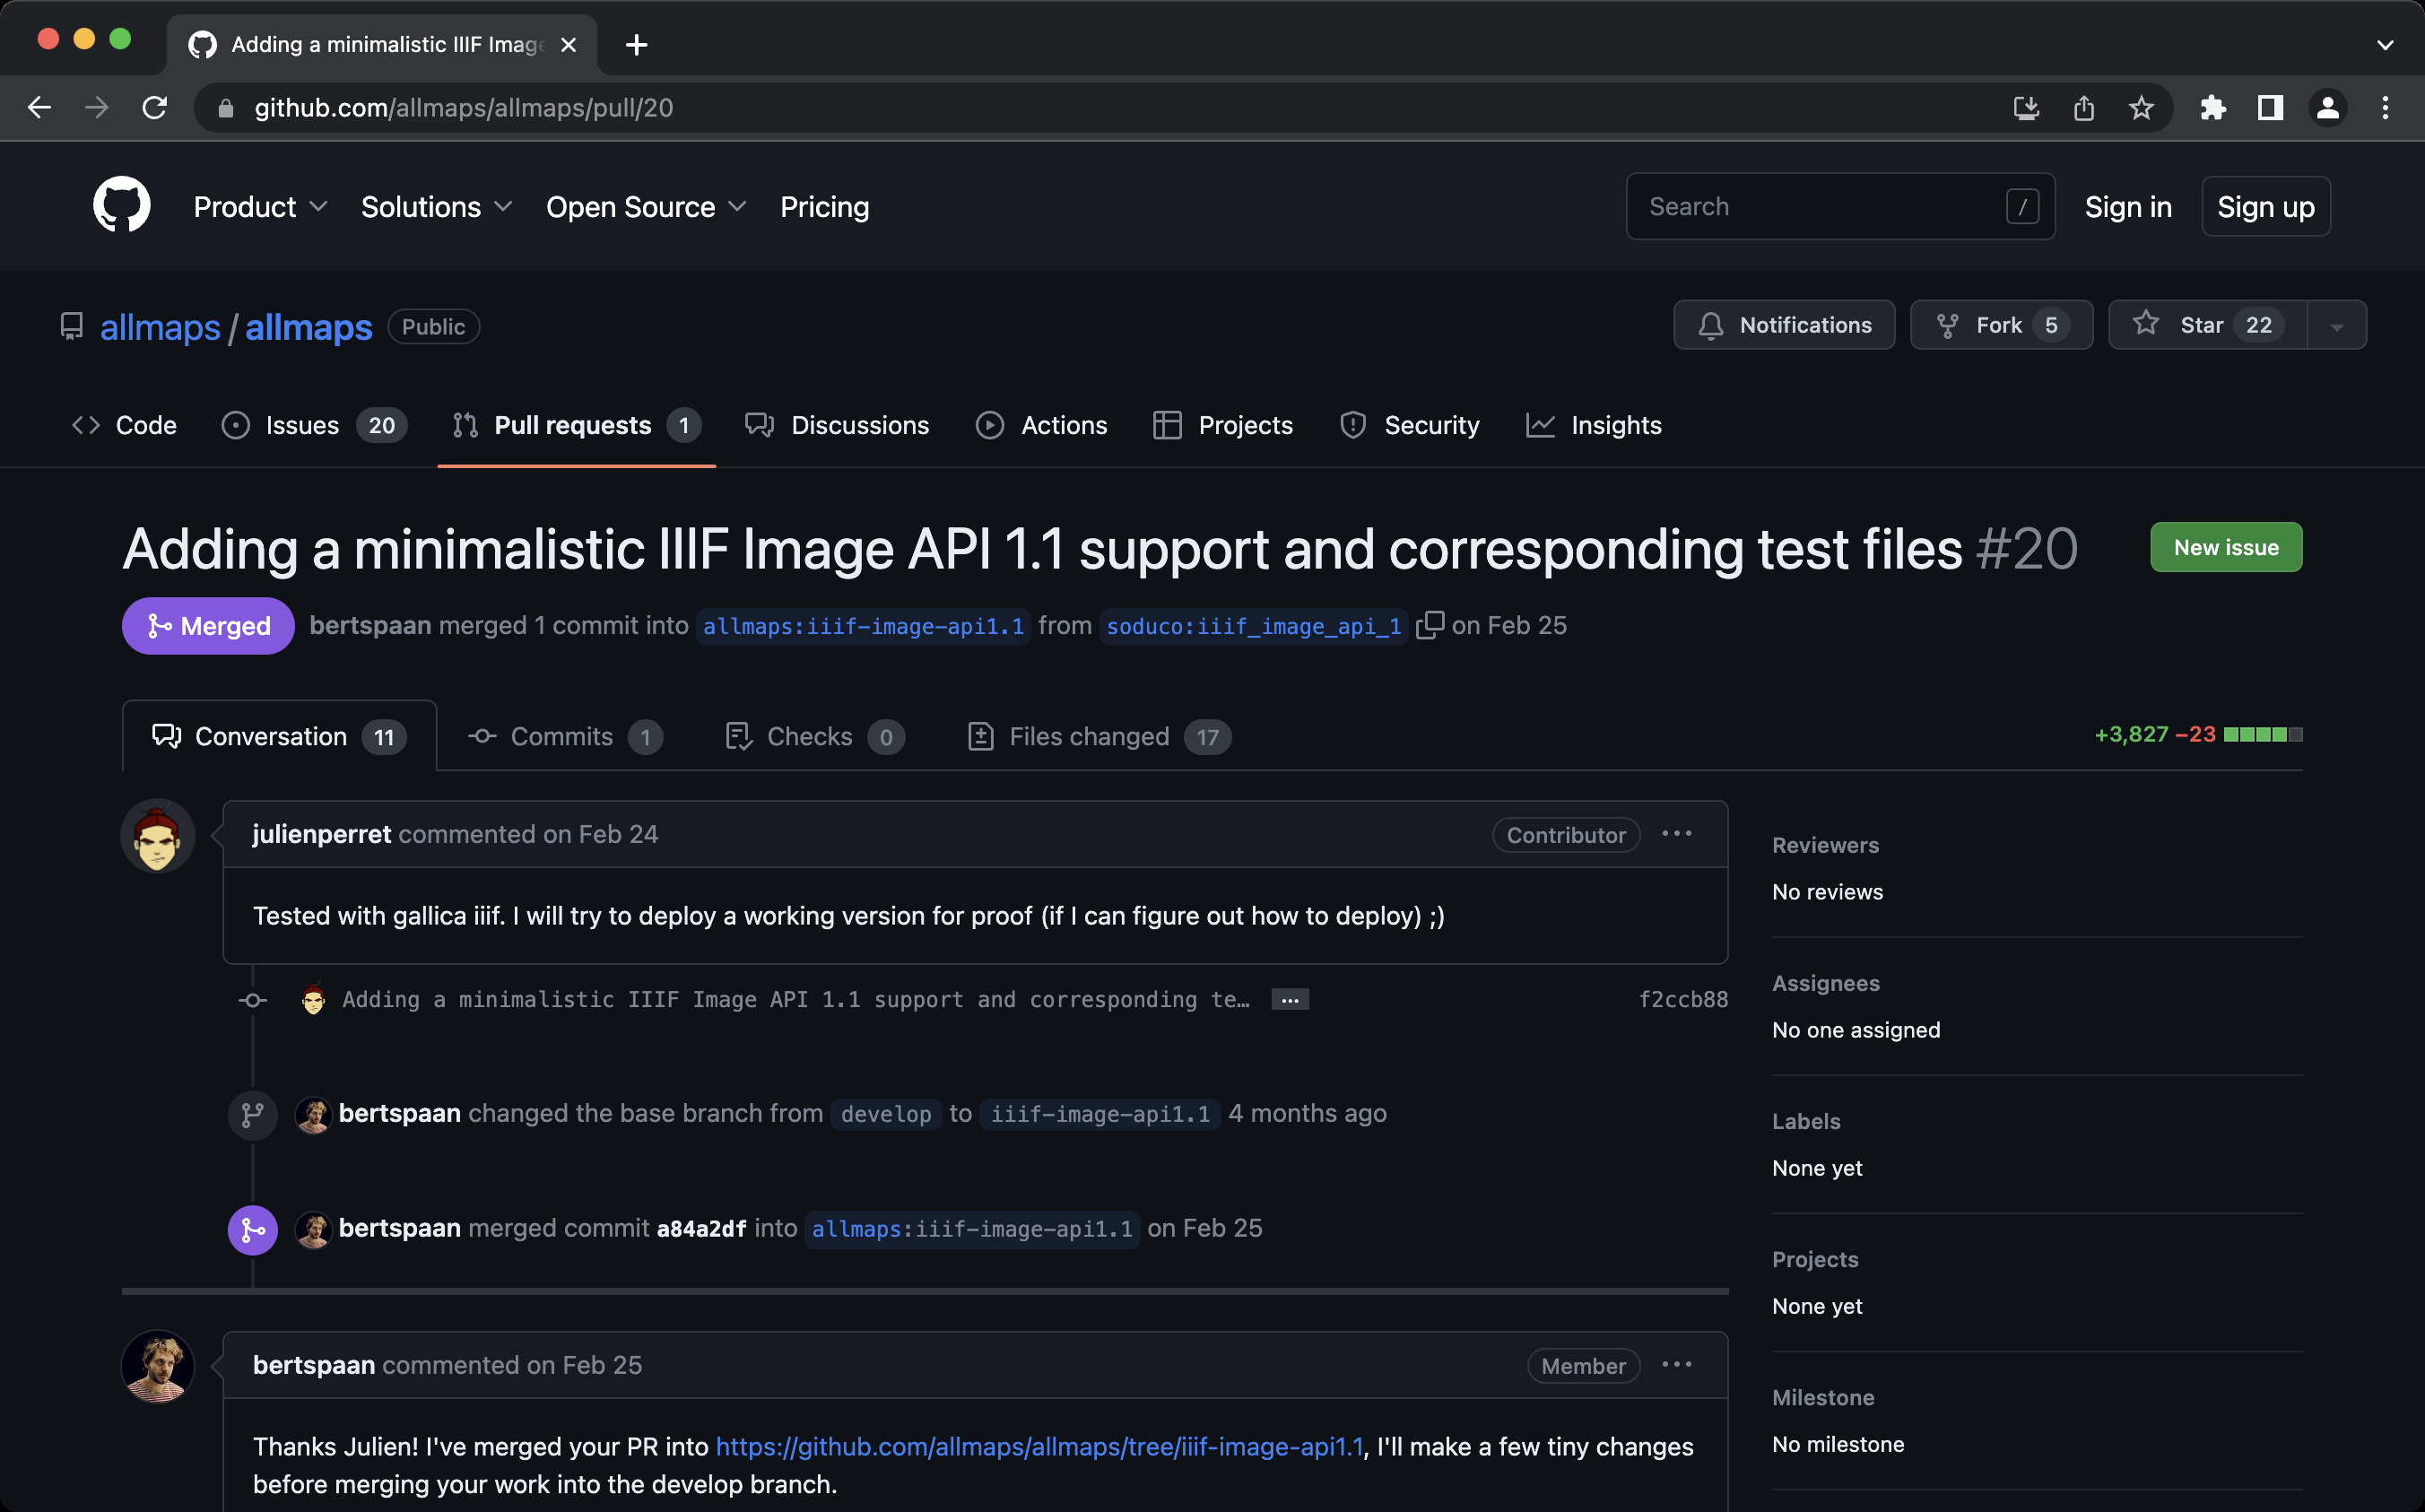 Adding a minimalistic IIIF Image
github.com/allmaps/allmaps/pull/20
Product Solutions Open Source Pricing Search / Sign in Sign up
allmaps / allmaps Public Notifications Fork 5 Star 22
Code Issues 20 Pull requests 1 Discussions Actions Projects Security Insights
Adding a minimalistic IIIF Image API 1.1 support and corresponding test files #20 New issue
Merged bertspaan merged 1 commit into allmaps:iiif-image-api1.1 from soduco:iiif_image_api_1 on Feb 25
Conversation 11 Commits 1 Checks 0 Files changed 17 +3,827 −23
julienperret commented on Feb 24 Contributor ···
Tested with gallica iiif. I will try to deploy a working version for proof (if I can figure out how to deploy) ;)
Adding a minimalistic IIIF Image API 1.1 support and corresponding te… … f2ccb88
bertspaan changed the base branch from develop to iiif-image-api1.1 4 months ago
bertspaan merged commit a84a2df into allmaps:iiif-image-api1.1 on Feb 25
bertspaan commented on Feb 25 Member ···
Thanks Julien! I've merged your PR into https://github.com/allmaps/allmaps/tree/iiif-image-api1.1, I'll make a few tiny changes
before merging your work into the develop branch.
Reviewers
No reviews
Assignees
No one assigned
Labels
None yet
Projects
None yet
Milestone
No milestone